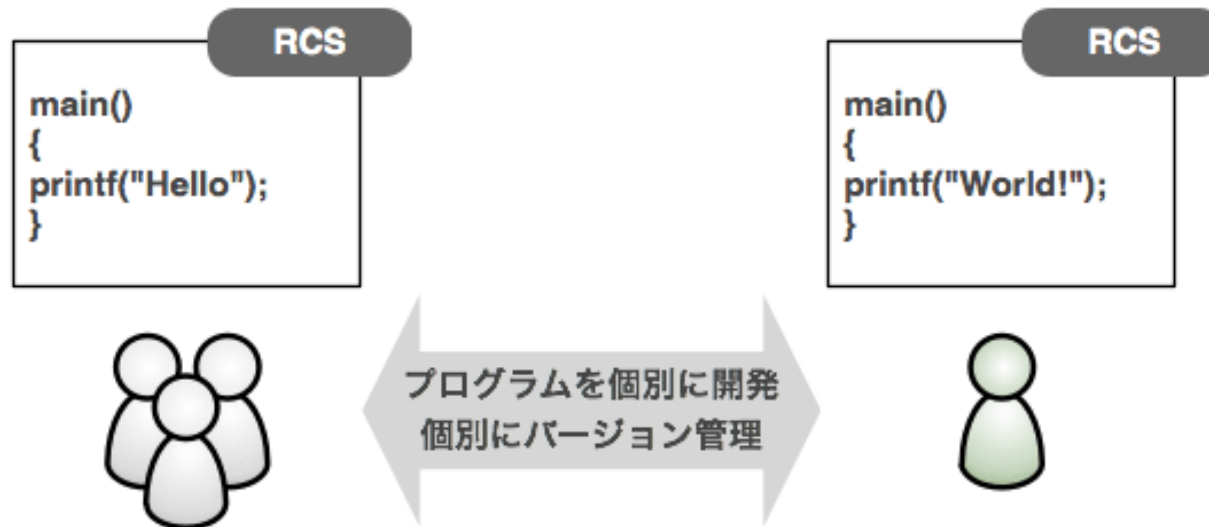 RCS
main()
{
printf("Hello");
}
RCS
main()
{
printf("World!");
}
プログラムを個別に開発
個別にバージョン管理